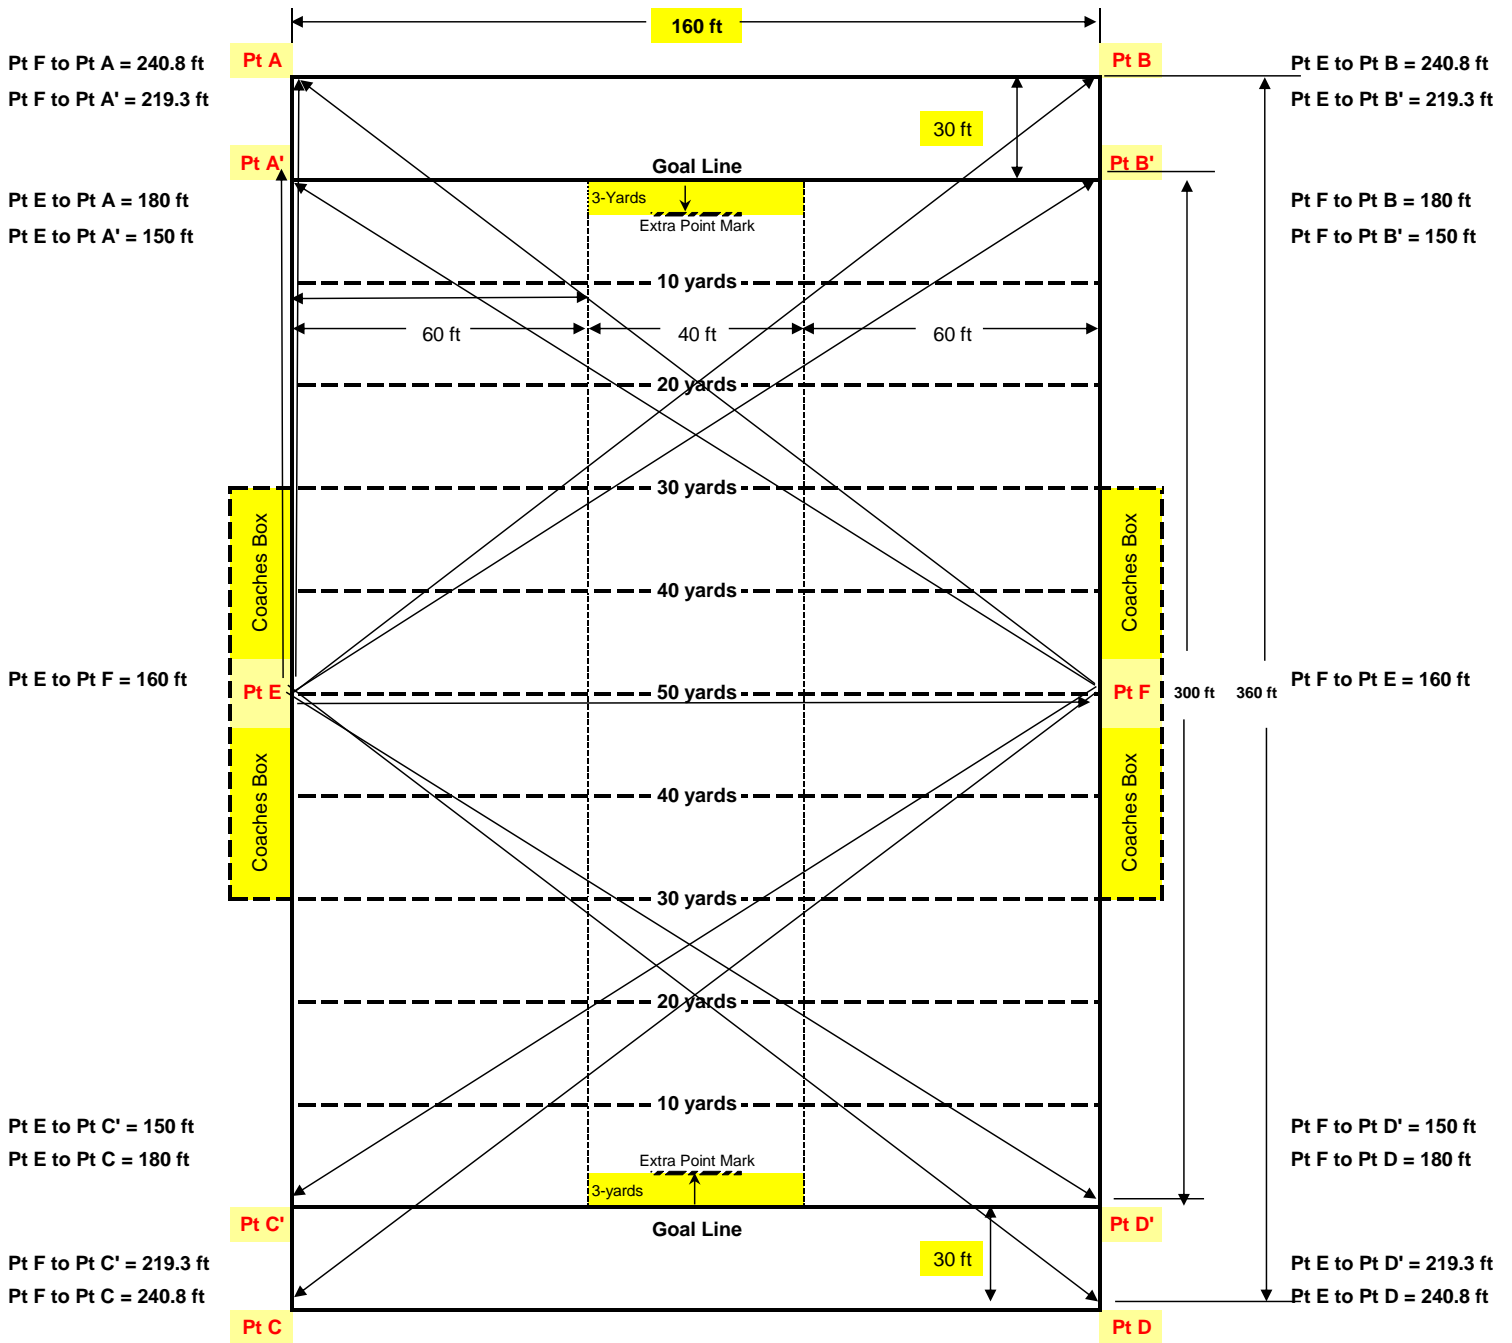 160 ft
Pt F to Pt A = 240.8 ft
Pt A
Pt B
Pt E to Pt B = 240.8 ft
Pt F to Pt A' = 219.3 ft
Pt E to Pt B' = 219.3 ft
30 ft
Pt A'
Goal Line
Pt B'
Pt E to Pt A = 180 ft
3-Yards
Pt F to Pt B = 180 ft
Extra Point Mark
Pt E to Pt A' = 150 ft
Pt F to Pt B' = 150 ft
10 yards
60 ft
40 ft
60 ft
20 yards
30 yards
Coaches Box
Coaches Box
40 yards
Pt E to Pt F = 160 ft
Pt E
50 yards
Pt F
300 ft
360 ft
Pt F to Pt E = 160 ft
Coaches Box
Coaches Box
40 yards
30 yards
20 yards
10 yards
Pt E to Pt C' = 150 ft
Pt F to Pt D' = 150 ft
Pt E to Pt C = 180 ft
Extra Point Mark
Pt F to Pt D = 180 ft
3-yards
Pt C'
Goal Line
Pt D'
Pt F to Pt C' = 219.3 ft
30 ft
Pt E to Pt D' = 219.3 ft
Pt F to Pt C = 240.8 ft
Pt E to Pt D = 240.8 ft
Pt C
Pt D